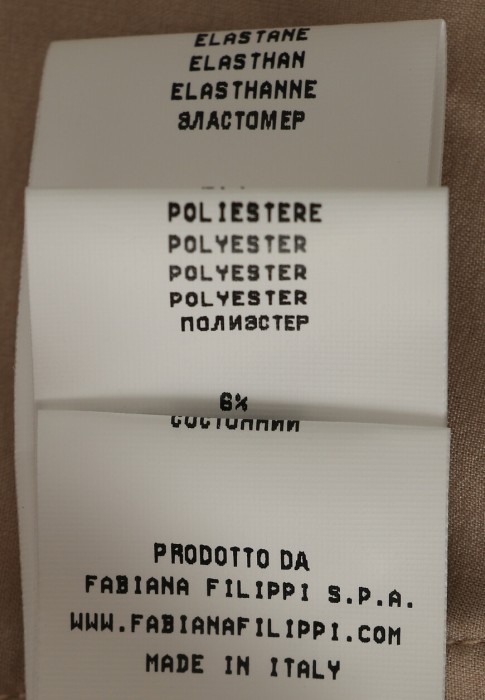 ELASTANE
ELASTHAN
ELASTHANNE
ЭЛАСТОМЕР
POLIESTERE
POLYESTER
POLYESTER
POLYESTER
ПОЛИЭСТЕР
6%
PRODOTTO DA
FABIANA FILIPPI S.P.A.
WWW.FABIANAFILIPPI.COM
MADE IN ITALY